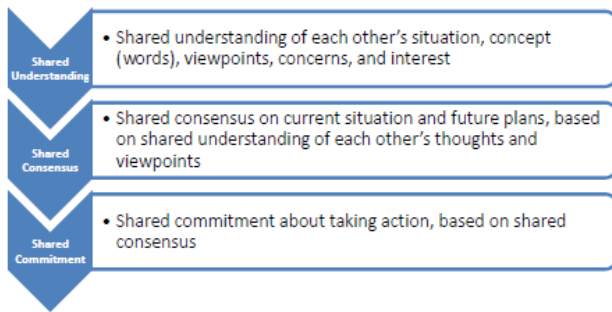 Shared
Understanding
• Shared understanding of each other's situation, concept
(words), viewpoints, concerns, and interest
Shared
Consensus
• Shared consensus on current situation and future plans, based
on shared understanding of each other's thoughts and
viewpoints
Shared
Commitment
• Shared commitment about taking action, based on shared
consensus